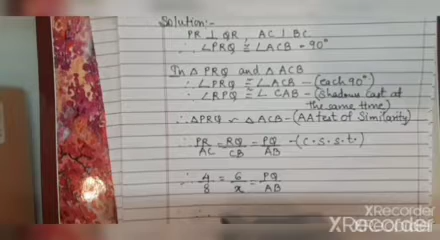 Solution:-
PR ⊥ QR, AC ⊥ BC
∴ ∠PRQ ≅ ∠ACB = 90°
In △ PRQ and △ ACB
∴ ∠PRQ ≅ ∠ACB - (each 90°)
∴ ∠RPQ ≅ ∠CAB - (shadows cast at
the same time)
∴ △PRQ ~ △ACB - (AA test of Similarity)
∴ PR/AC = RQ/CB = PQ/AB - (c.s.s.t.)
∴ 4/8 = 6/x = PQ/AB
XRecorder
XRecorder